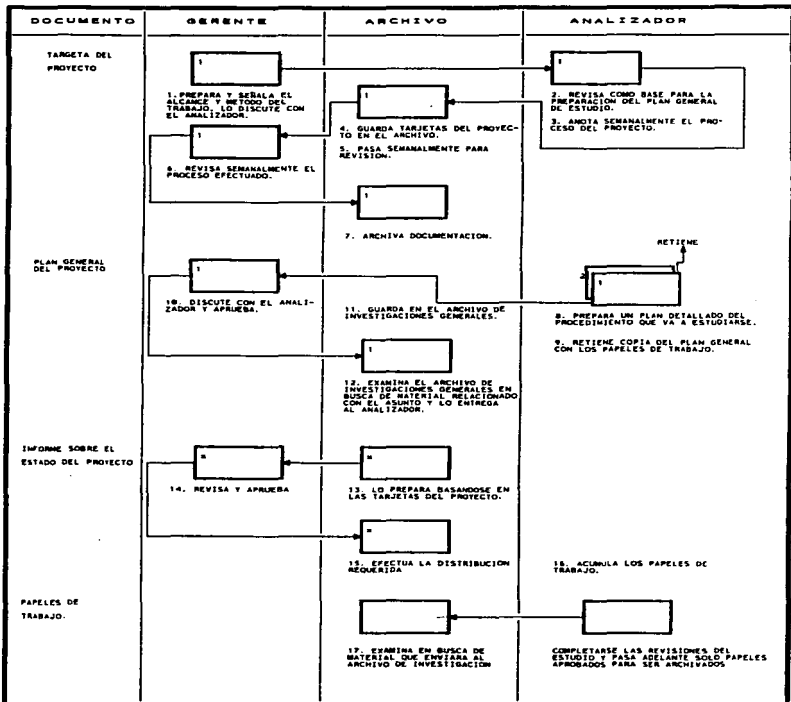 DOCUMENTO GERENTE ARCHIVO ANALIZADOR
TARGETA DEL
PROYECTO
1
1.PREPARA Y SEÑALA EL
ALCANCE Y METODO DEL
TRABAJO, LO DISCUTE CON
EL ANALIZADOR.
1
2. REVISA COMO BASE PARA LA
PREPARACION DEL PLAN GENERAL
DE ESTUDIO.
3. ANOTA SEMANALMENTE EL PRO-
CESO DEL PROYECTO.
1
4. GUARDA TARJETAS DEL PROYEC-
TO EN EL ARCHIVO.
5. PASA SEMANALMENTE PARA
REVISION.
1
6. REVISA SEMANALMENTE EL
PROCESO EFECTUADO.
1
7. ARCHIVA DOCUMENTACION.
PLAN GENERAL
DEL PROYECTO
RETIENE
2
1
8. PREPARA UN PLAN DETALLADO DEL
PROCEDIMIENTO QUE VA A ESTUDIARSE.
9. RETIENE COPIA DEL PLAN GENERAL
CON LOS PAPELES DE TRABAJO.
1
10. DISCUTE CON EL ANALI-
ZADOR Y APRUEBA.
11. GUARDA EN EL ARCHIVO DE
INVESTIGACIONES GENERALES.
1
12. EXAMINA EL ARCHIVO DE
INVESTIGACIONES GENERALES EN
BUSCA DE MATERIAL RELACIONADO
CON EL ASUNTO Y LO ENTREGA
AL ANALIZADOR.
INFORME SOBRE EL
ESTADO DEL PROYECTO
13. LO PREPARA BASANDOSE EN
LAS TARJETAS DEL PROYECTO.
14. REVISA Y APRUEBA
15. EFECTUA LA DISTRIBUCION
REQUERIDA
16. ACUMULA LOS PAPELES DE
TRABAJO.
PAPELES DE
TRABAJO.
17. EXAMINA EN BUSCA DE
MATERIAL QUE ENVIARA AL
ARCHIVO DE INVESTIGACION
COMPLETARSE LAS REVISIONES DEL
ESTUDIO Y PASA ADELANTE SOLO PAPELES
APROBADOS PARA SER ARCHIVADOS